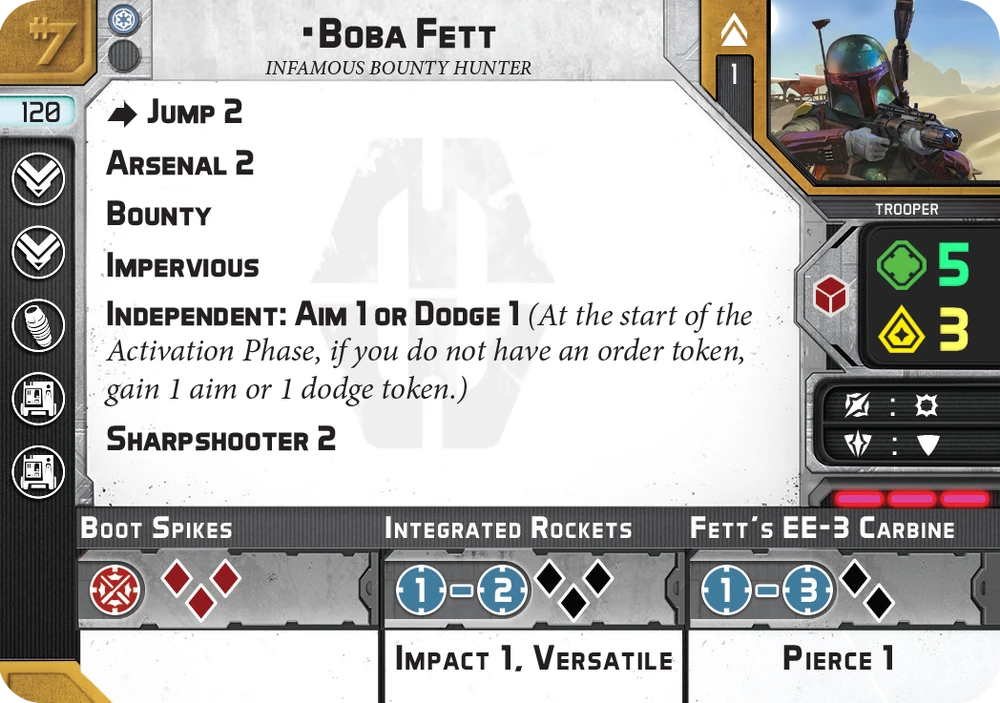 #7
▪Boba Fett
Infamous Bounty Hunter
1
120
Jump 2
Arsenal 2
Bounty
Impervious
Independent: Aim 1 or Dodge 1 (At the start of the
Activation Phase, if you do not have an order token,
gain 1 aim or 1 dodge token.)
Sharpshooter 2
Trooper
5
3
:
:
Boot Spikes
Integrated Rockets
1-2
Impact 1, Versatile
Fett's EE-3 Carbine
1-3
Pierce 1